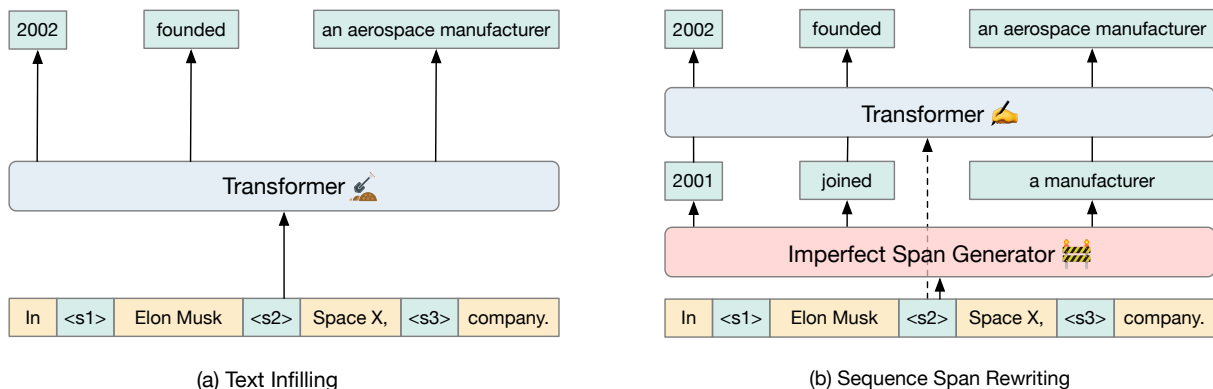 2002 founded an aerospace manufacturer
Transformer
In <s1> Elon Musk <s2> Space X, <s3> company.
(a) Text Infilling
2002 founded an aerospace manufacturer
Transformer
2001 joined a manufacturer
Imperfect Span Generator
In <s1> Elon Musk <s2> Space X, <s3> company.
(b) Sequence Span Rewriting